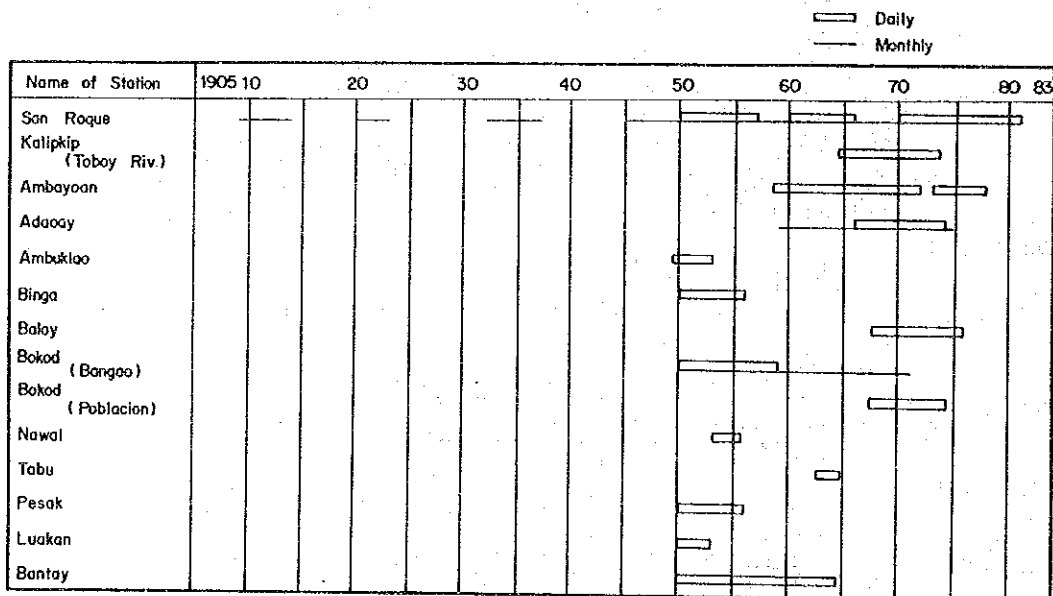 Daily
Monthly
Name of Station 1905 10 20 30 40 50 60 70 80 83
San Roque
Kalipkip
(Toboy Riv.)
Ambayoan
Adaoay
Ambuklao
Binga
Baloy
Bokod
(Bangao)
Bokod
(Poblacion)
Nawal
Tabu
Pesak
Luakan
Bantay